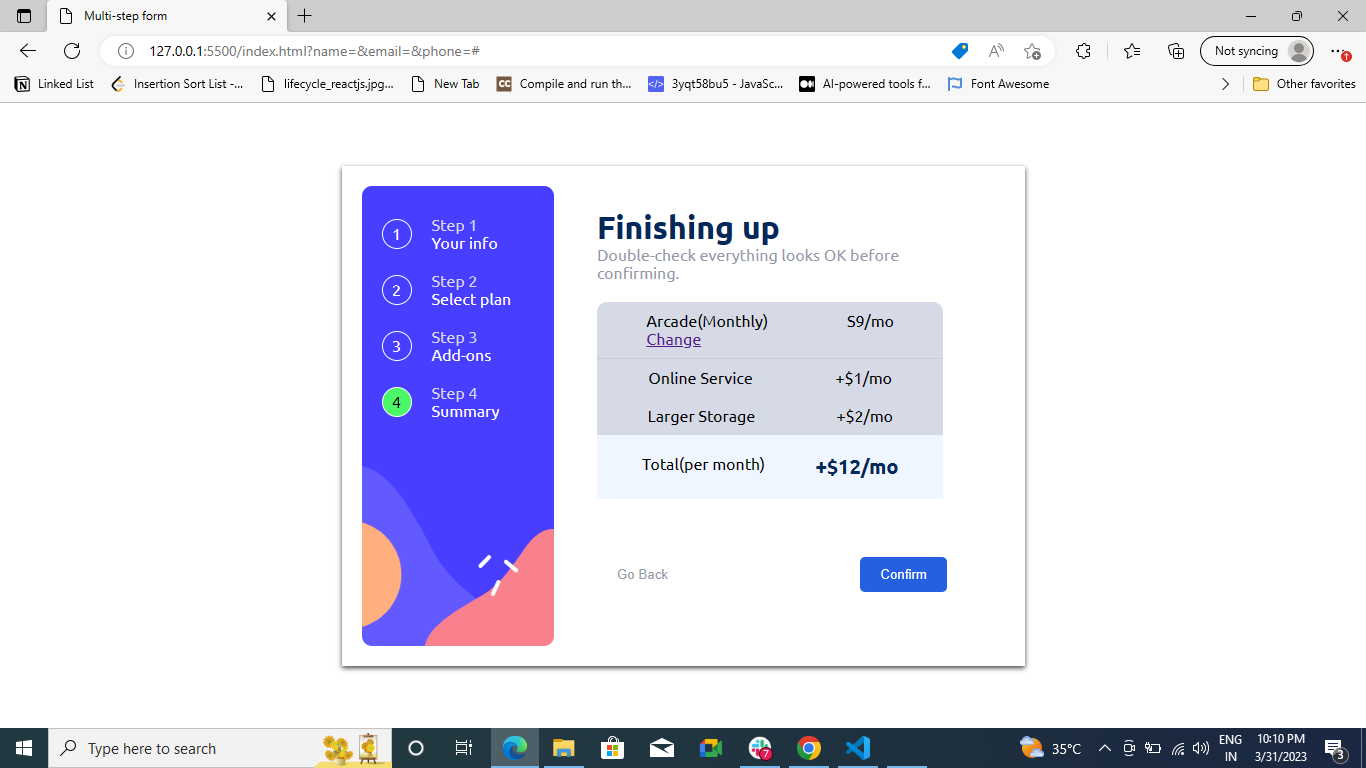 Multi-step form
127.0.0.1:5500/index.html?name=&email=&phone=#
Not syncing
Linked List
Insertion Sort List -...
lifecycle_reactjs.jpg...
New Tab
Compile and run th...
3yqt58bu5 - JavaSc...
AI-powered tools f...
Font Awesome
Other favorites
1
Step 1
Your info
2
Step 2
Select plan
3
Step 3
Add-ons
4
Step 4
Summary
Finishing up
Double-check everything looks OK before
confirming.
Arcade(Monthly) S9/mo
Change
Online Service +$1/mo
Larger Storage +$2/mo
Total(per month) +$12/mo
Go Back
Confirm
Type here to search
7
35°C
ENG
IN
10:10 PM
3/31/2023
3